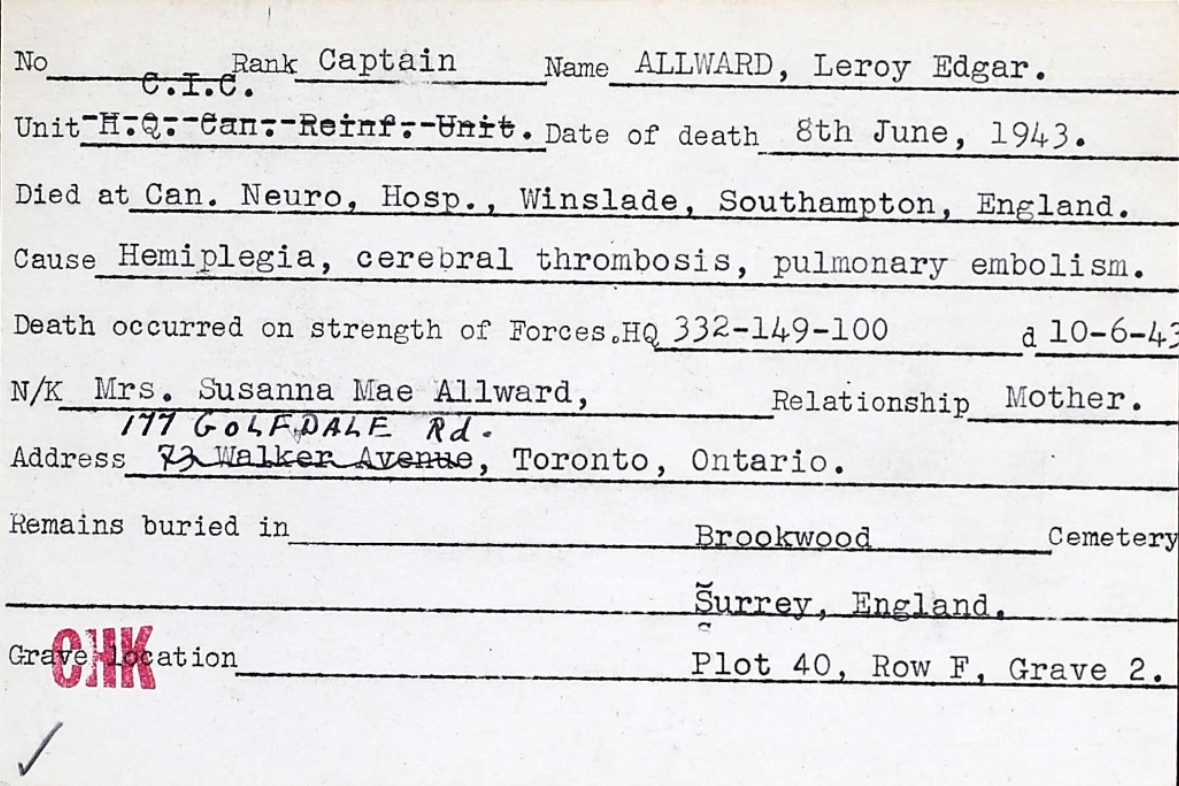 No Rank Captain Name ALLWARD, Leroy Edgar.
C.I.C.
Unit H.Q. Can. Reinf. Unit. Date of death 8th June, 1943.
Died at Can. Neuro, Hosp., Winslade, Southampton, England.
Cause Hemiplegia, cerebral thrombosis, pulmonary embolism.
Death occurred on strength of Forces. HQ 332-149-100 d 10-6-43
N/K Mrs. Susanna Mae Allward, Relationship Mother.
177 GOLFDALE Rd.
Address 73 Walker Avenue, Toronto, Ontario.
Remains buried in Brookwood Cemetery
Surrey, England.
Grave location Plot 40, Row F, Grave 2.
CHK